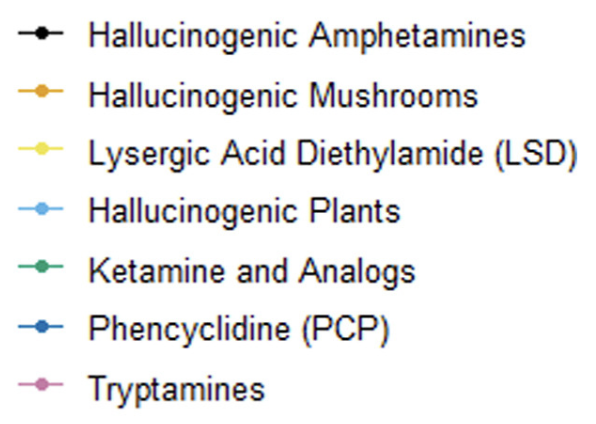 Hallucinogenic Amphetamines
Hallucinogenic Mushrooms
Lysergic Acid Diethylamide (LSD)
Hallucinogenic Plants
Ketamine and Analogs
Phencyclidine (PCP)
Tryptamines